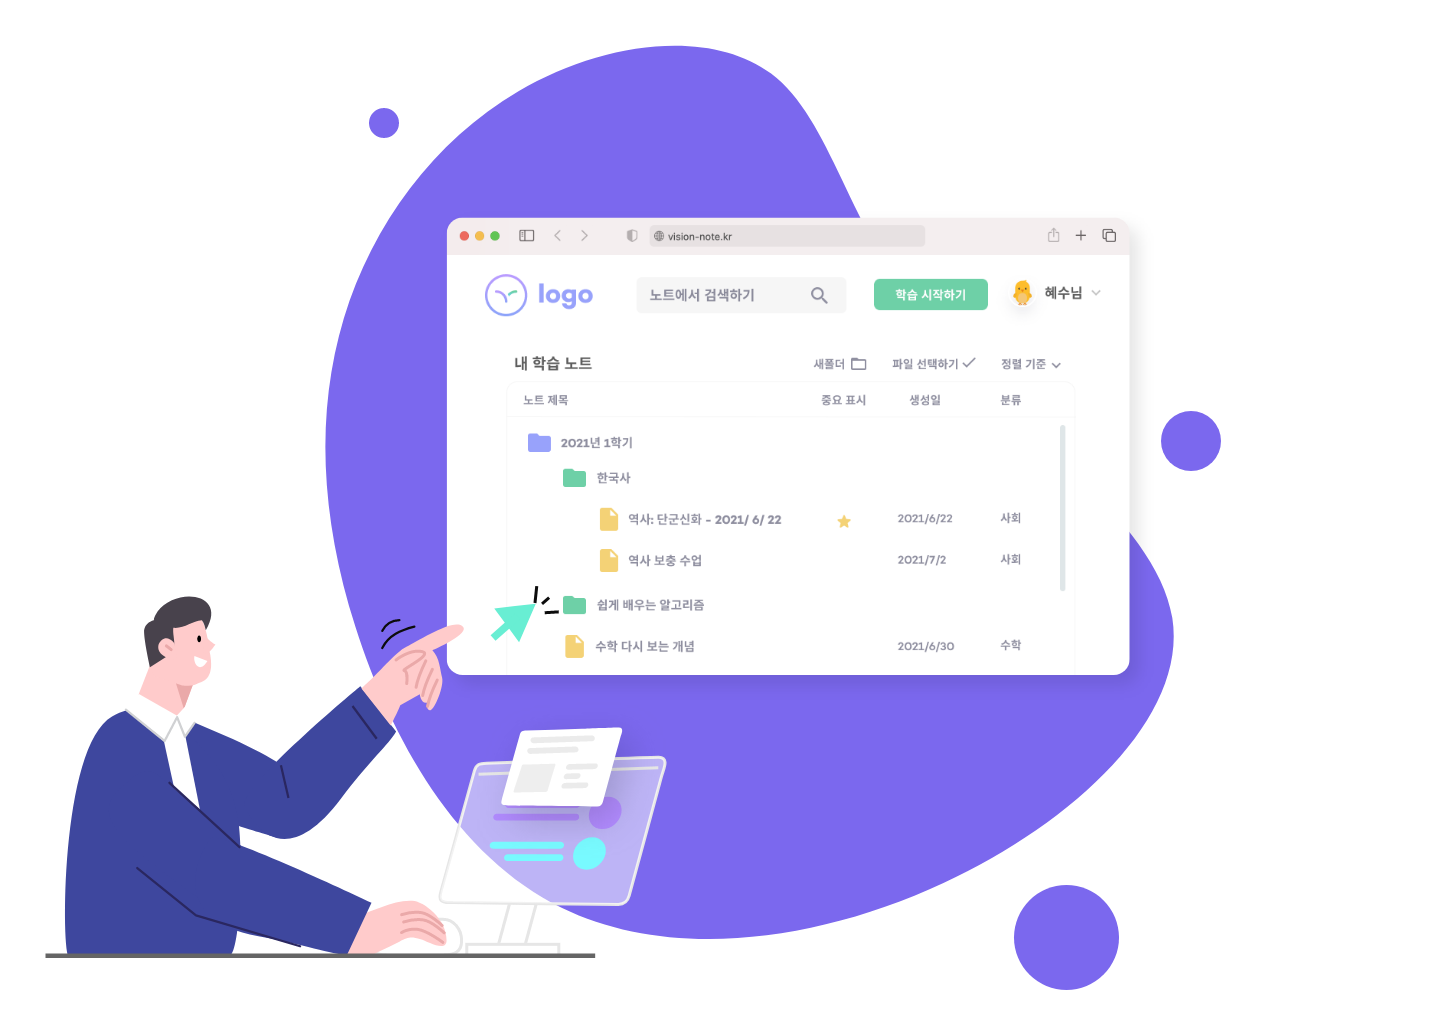 vision-note.kr
logo
노트에서 검색하기
학습 시작하기
혜수님
내 학습 노트
새폴더
파일 선택하기
정렬 기준
노트 제목
중요 표시
생성일
분류
2021년 1학기
한국사
역사: 단군신화 - 2021/ 6/ 22
2021/6/22
사회
역사 보충 수업
2021/7/2
사회
쉽게 배우는 알고리즘
수학 다시 보는 개념
2021/6/30
수학